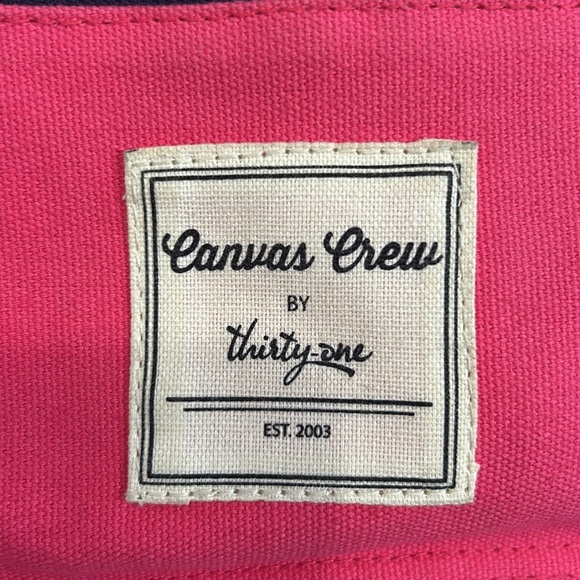 Canvas Crew
BY
thirty-one
EST. 2003